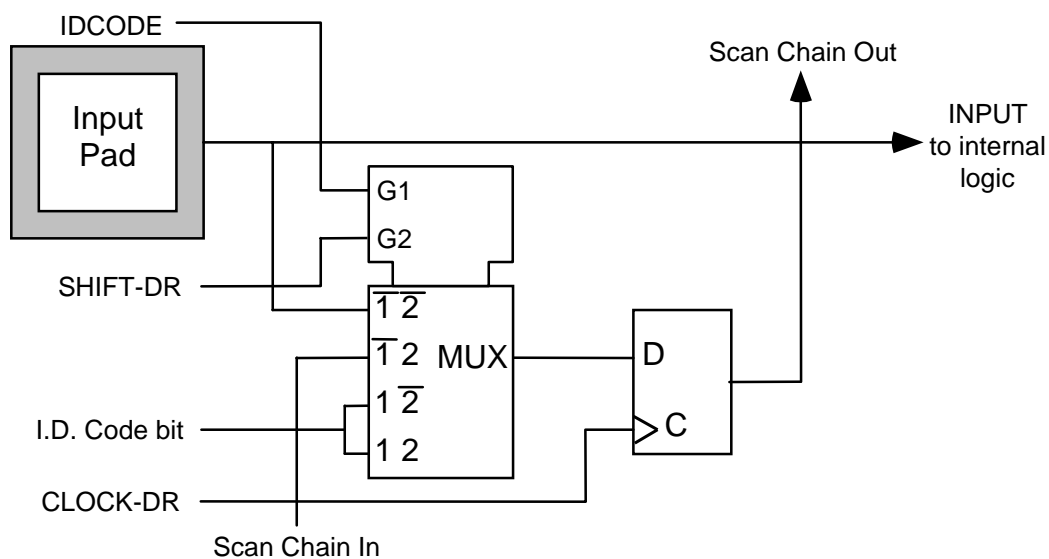 IDCODE
Scan Chain Out
Input
Pad
INPUT
to internal
logic
G1
G2
SHIFT-DR
1̅ 2̅
1̅ 2
MUX
D
1 2̅
I.D. Code bit
C
1 2
CLOCK-DR
Scan Chain In